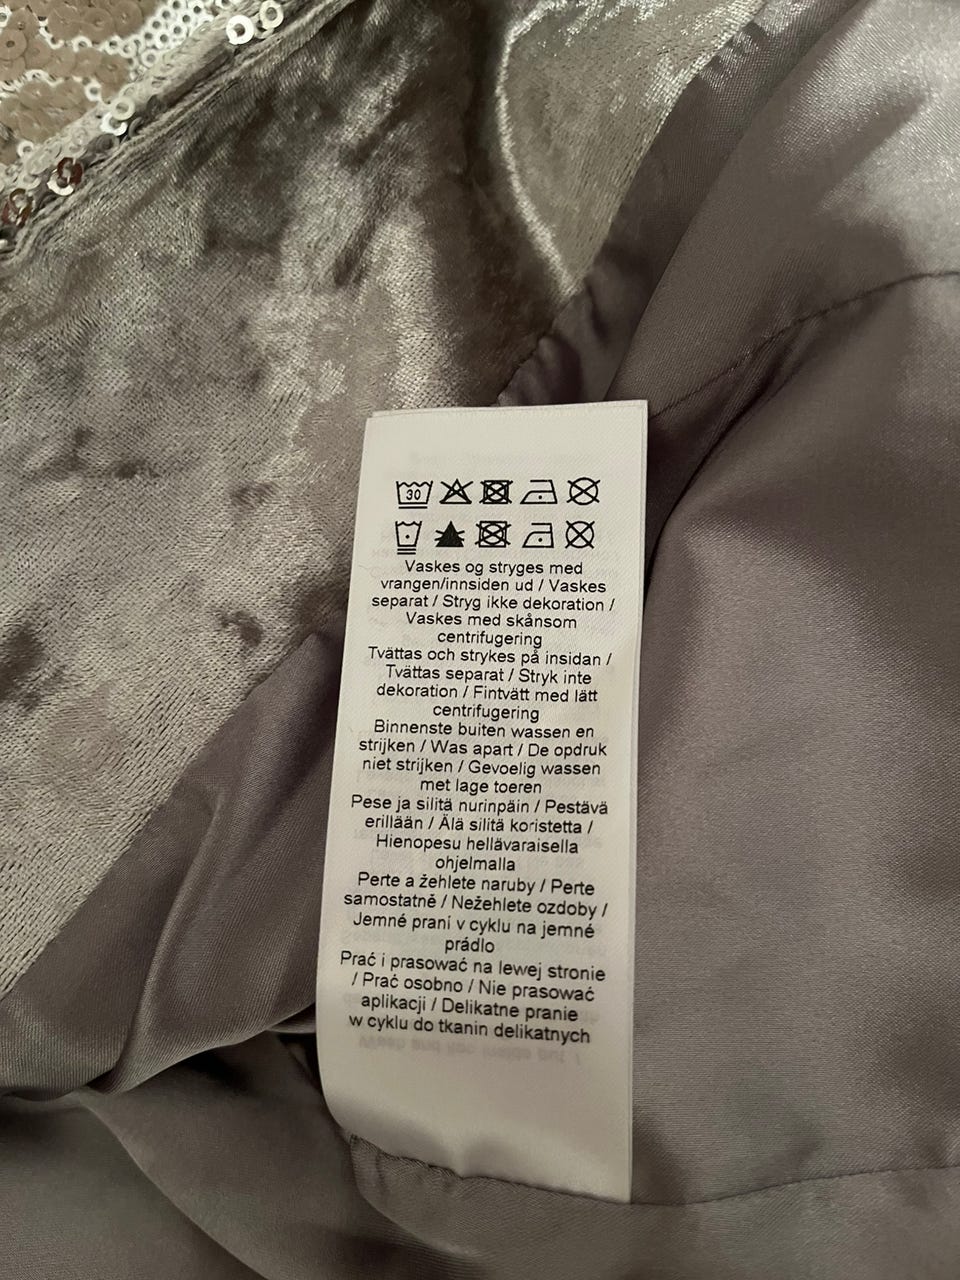 30
Vaskes og stryges med
vrangen/innsiden ud / Vaskes
separat / Stryg ikke dekoration /
Vaskes med skånsom
centrifugering
Tvättas och strykes på insidan /
Tvättas separat / Stryk inte
dekoration / Fintvätt med lätt
centrifugering
Binnenste buiten wassen en
strijken / Was apart / De opdruk
niet strijken / Gevoelig wassen
met lage toeren
Pese ja silitä nurinpäin / Pestävä
erillään / Älä silitä koristetta /
Hienopesu hellävaraisella
ohjelmalla
Perte a žehlete naruby / Perte
samostatně / Nežehlete ozdoby /
Jemné praní v cyklu na jemné
prádlo
Prać i prasować na lewej stronie
/ Prać osobno / Nie prasować
aplikacji / Delikatne pranie
w cyklu do tkanin delikatnych